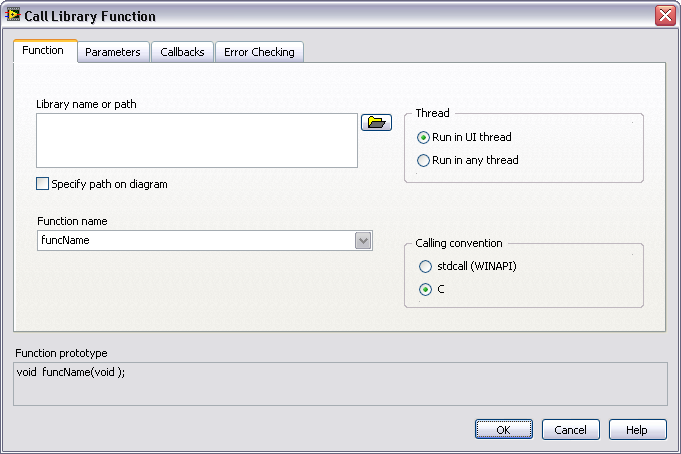 Call Library Function
Function Parameters Callbacks Error Checking
Library name or path
Thread
Run in UI thread
Run in any thread
Specify path on diagram
Function name
funcName
Calling convention
stdcall (WINAPI)
C
Function prototype
void funcName(void );
OK Cancel Help